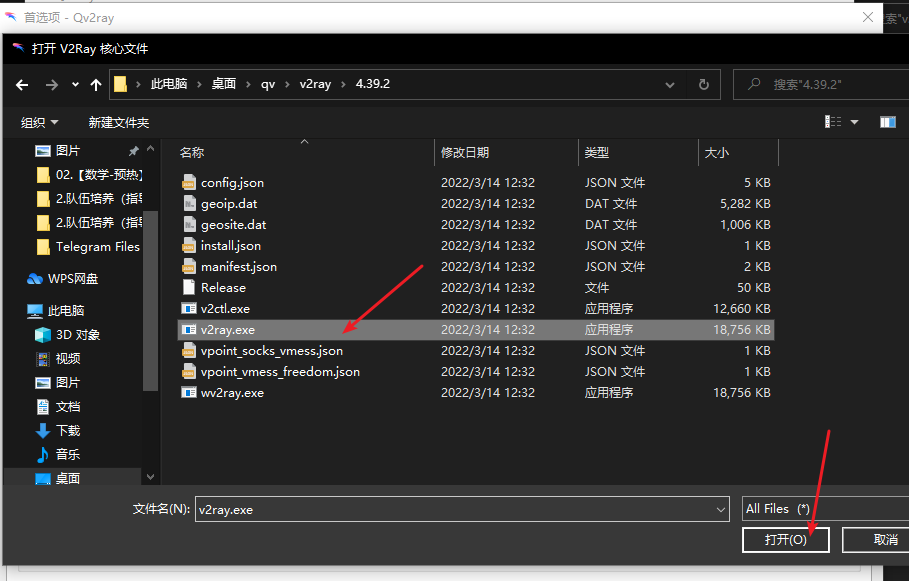 首选项 - Qv2ray
索"v
打开 V2Ray 核心文件
此电脑 › 桌面 › qv › v2ray › 4.39.2
搜索"4.39.2"
组织 新建文件夹
名称 修改日期 类型 大小
图片
02.【数学-预热】
2.队伍培养（指导
2.队伍培养（指导
Telegram Files
WPS网盘
此电脑
3D 对象
视频
图片
文档
下载
音乐
桌面
config.json 2022/3/14 12:32 JSON 文件 5 KB
geoip.dat 2022/3/14 12:32 DAT 文件 5,282 KB
geosite.dat 2022/3/14 12:32 DAT 文件 1,006 KB
install.json 2022/3/14 12:32 JSON 文件 1 KB
manifest.json 2022/3/14 12:32 JSON 文件 2 KB
Release 2022/3/14 12:32 文件 50 KB
v2ctl.exe 2022/3/14 12:32 应用程序 12,660 KB
v2ray.exe 2022/3/14 12:32 应用程序 18,756 KB
vpoint_socks_vmess.json 2022/3/14 12:32 JSON 文件 1 KB
vpoint_vmess_freedom.json 2022/3/14 12:32 JSON 文件 1 KB
wv2ray.exe 2022/3/14 12:32 应用程序 18,756 KB
文件名(N): v2ray.exe All Files (*)
打开(O) 取消